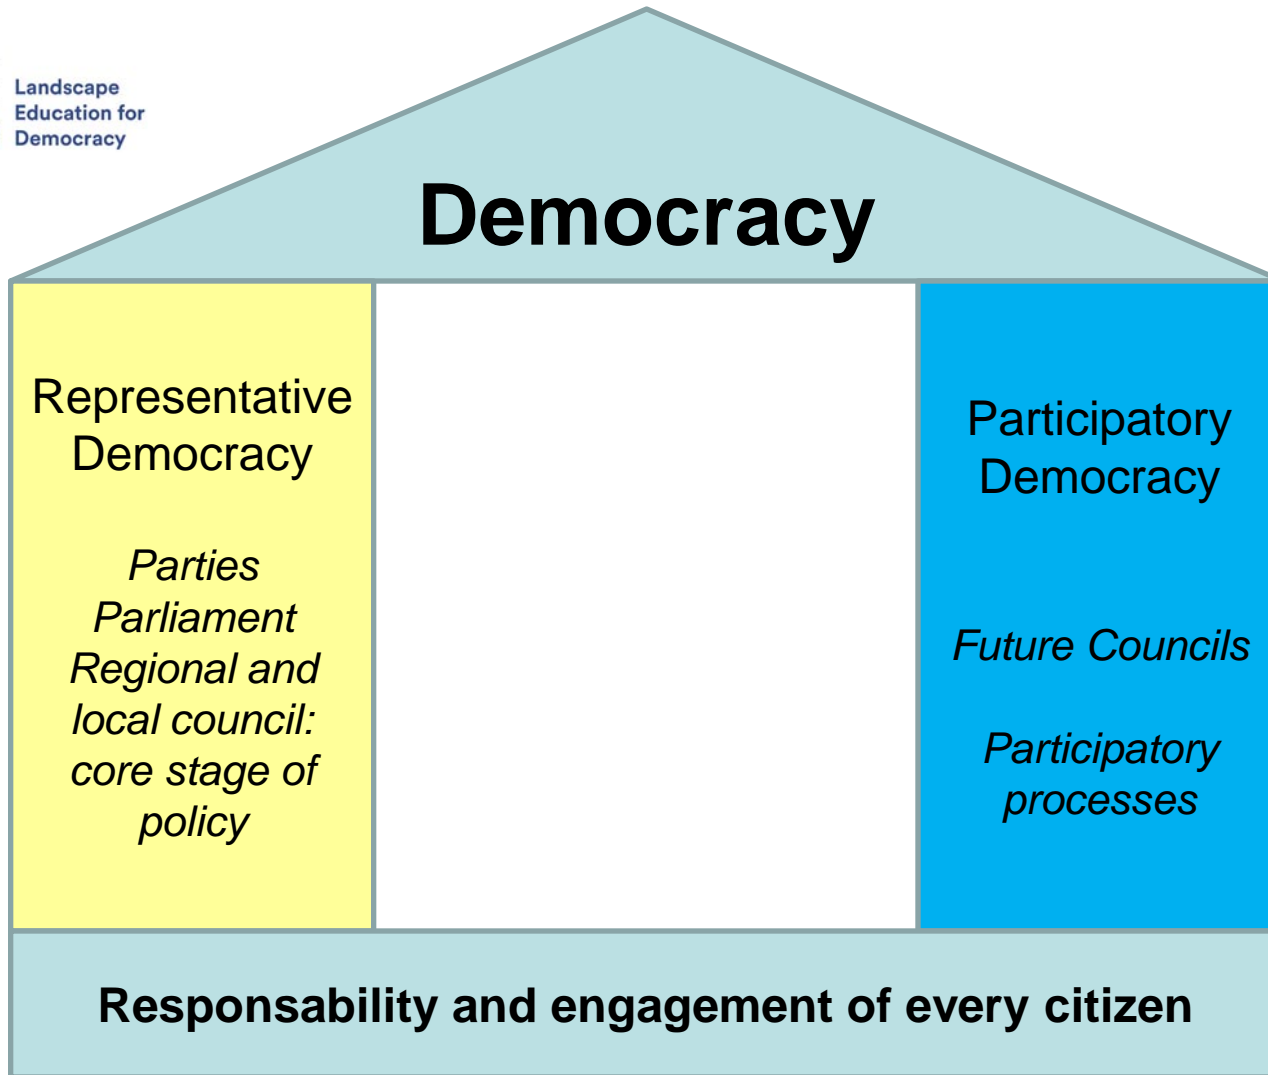 Landscape
Education for
Democracy
Democracy
Representative
Democracy
Parties
Parliament
Regional and
local council:
core stage of
policy
Participatory
Democracy
Future Councils
Participatory
processes
Responsability and engagement of every citizen